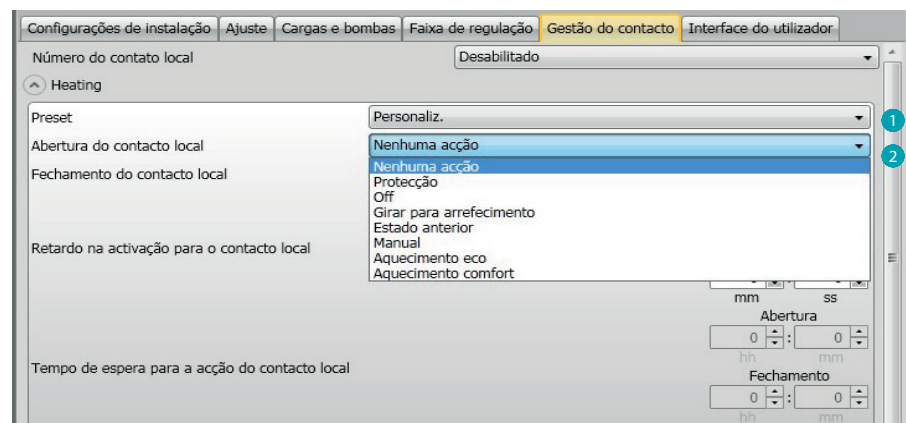 Configurações de instalação Ajuste Cargas e bombas Faixa de regulação Gestão do contacto Interface do utilizador
Número do contato local Desabilitado
Heating
Preset Personaliz. 1
Abertura do contacto local Nenhuma acção 2
Fechamento do contacto local
Nenhuma acção
Protecção
Off
Girar para arrefecimento
Estado anterior
Manual
Aquecimento eco
Aquecimento comfort
Retardo na activação para o contacto local
mm ss
Abertura
0 : 0
hh mm
Tempo de espera para a acção do contacto local
Fechamento
0 : 0
hh mm